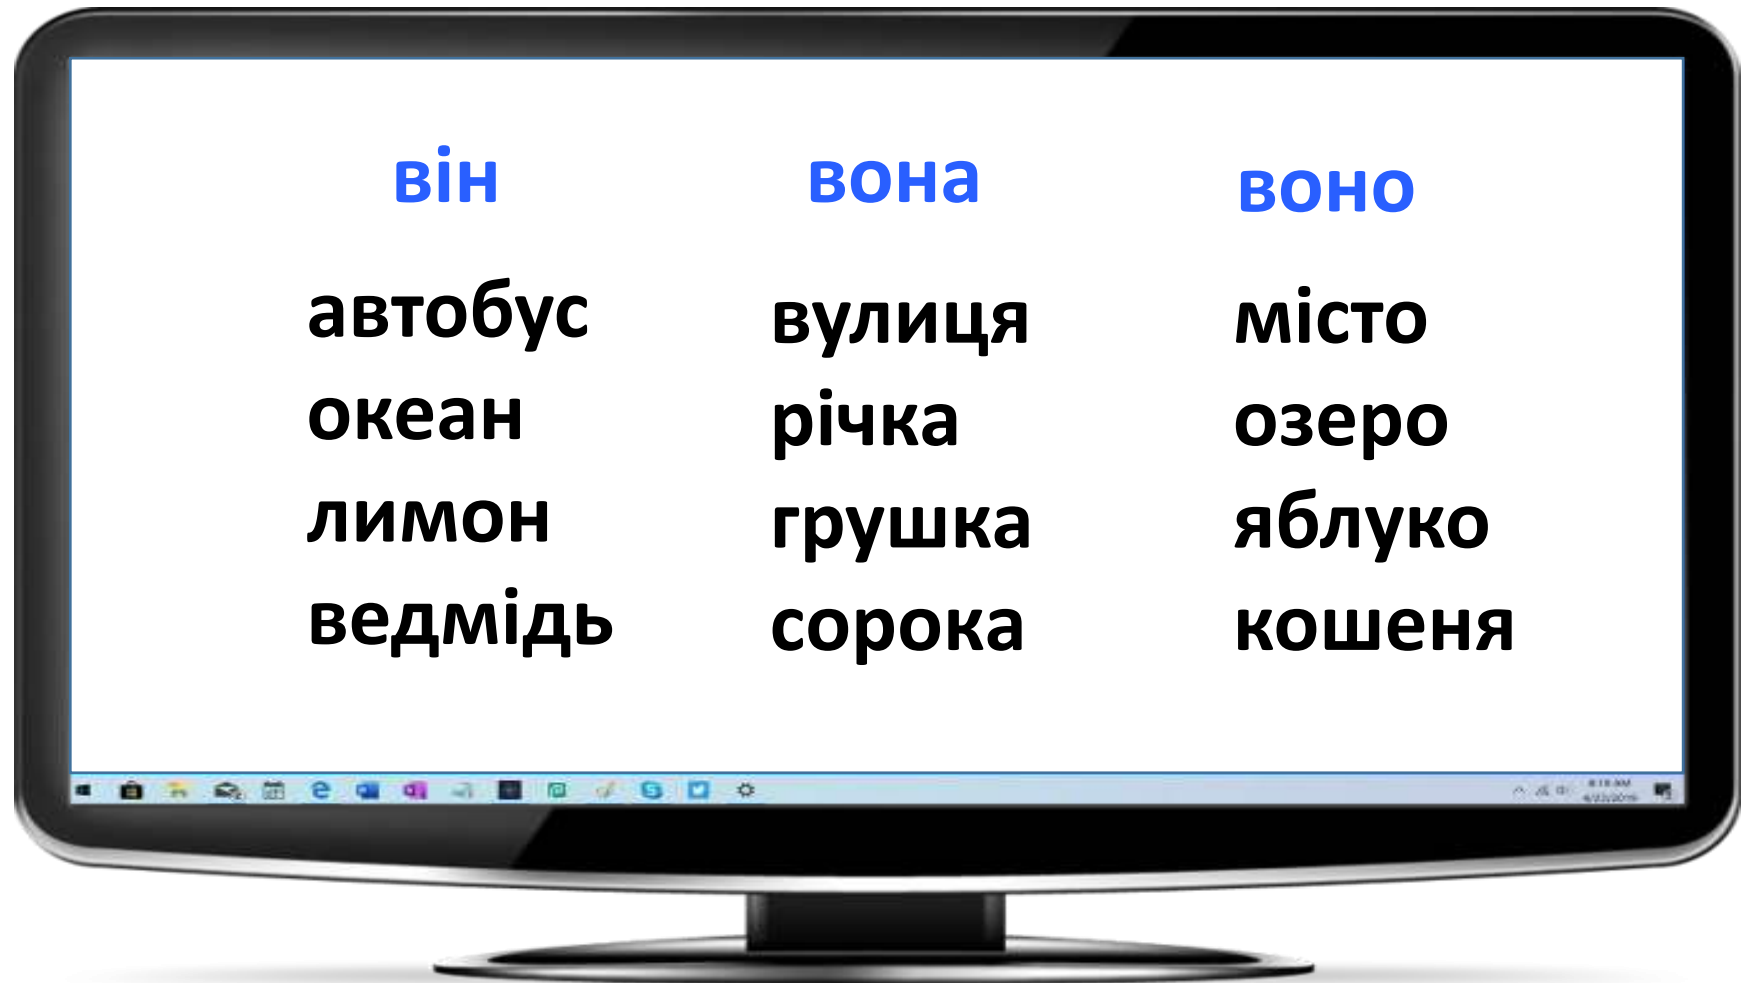 він вона воно
автобус вулиця місто
океан річка озеро
лимон грушка яблуко
ведмідь сорока кошеня